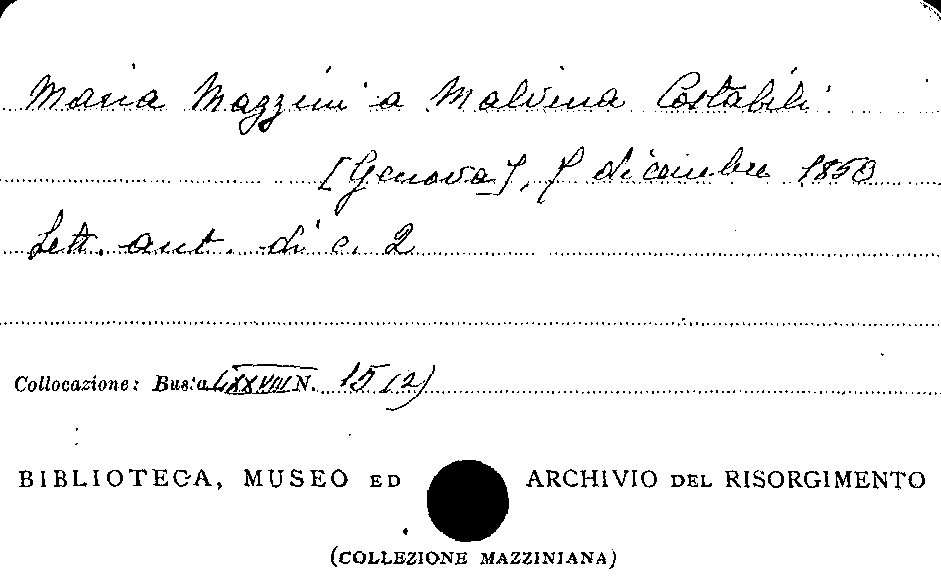 Maria Mazzini a Malvina Costabili
[Genova], dicembre 1850
Lett. aut. di c. 2
Collocazione: Busta LXXVIII N. 15 (2)
BIBLIOTECA, MUSEO ED ARCHIVIO DEL RISORGIMENTO
(COLLEZIONE MAZZINIANA)